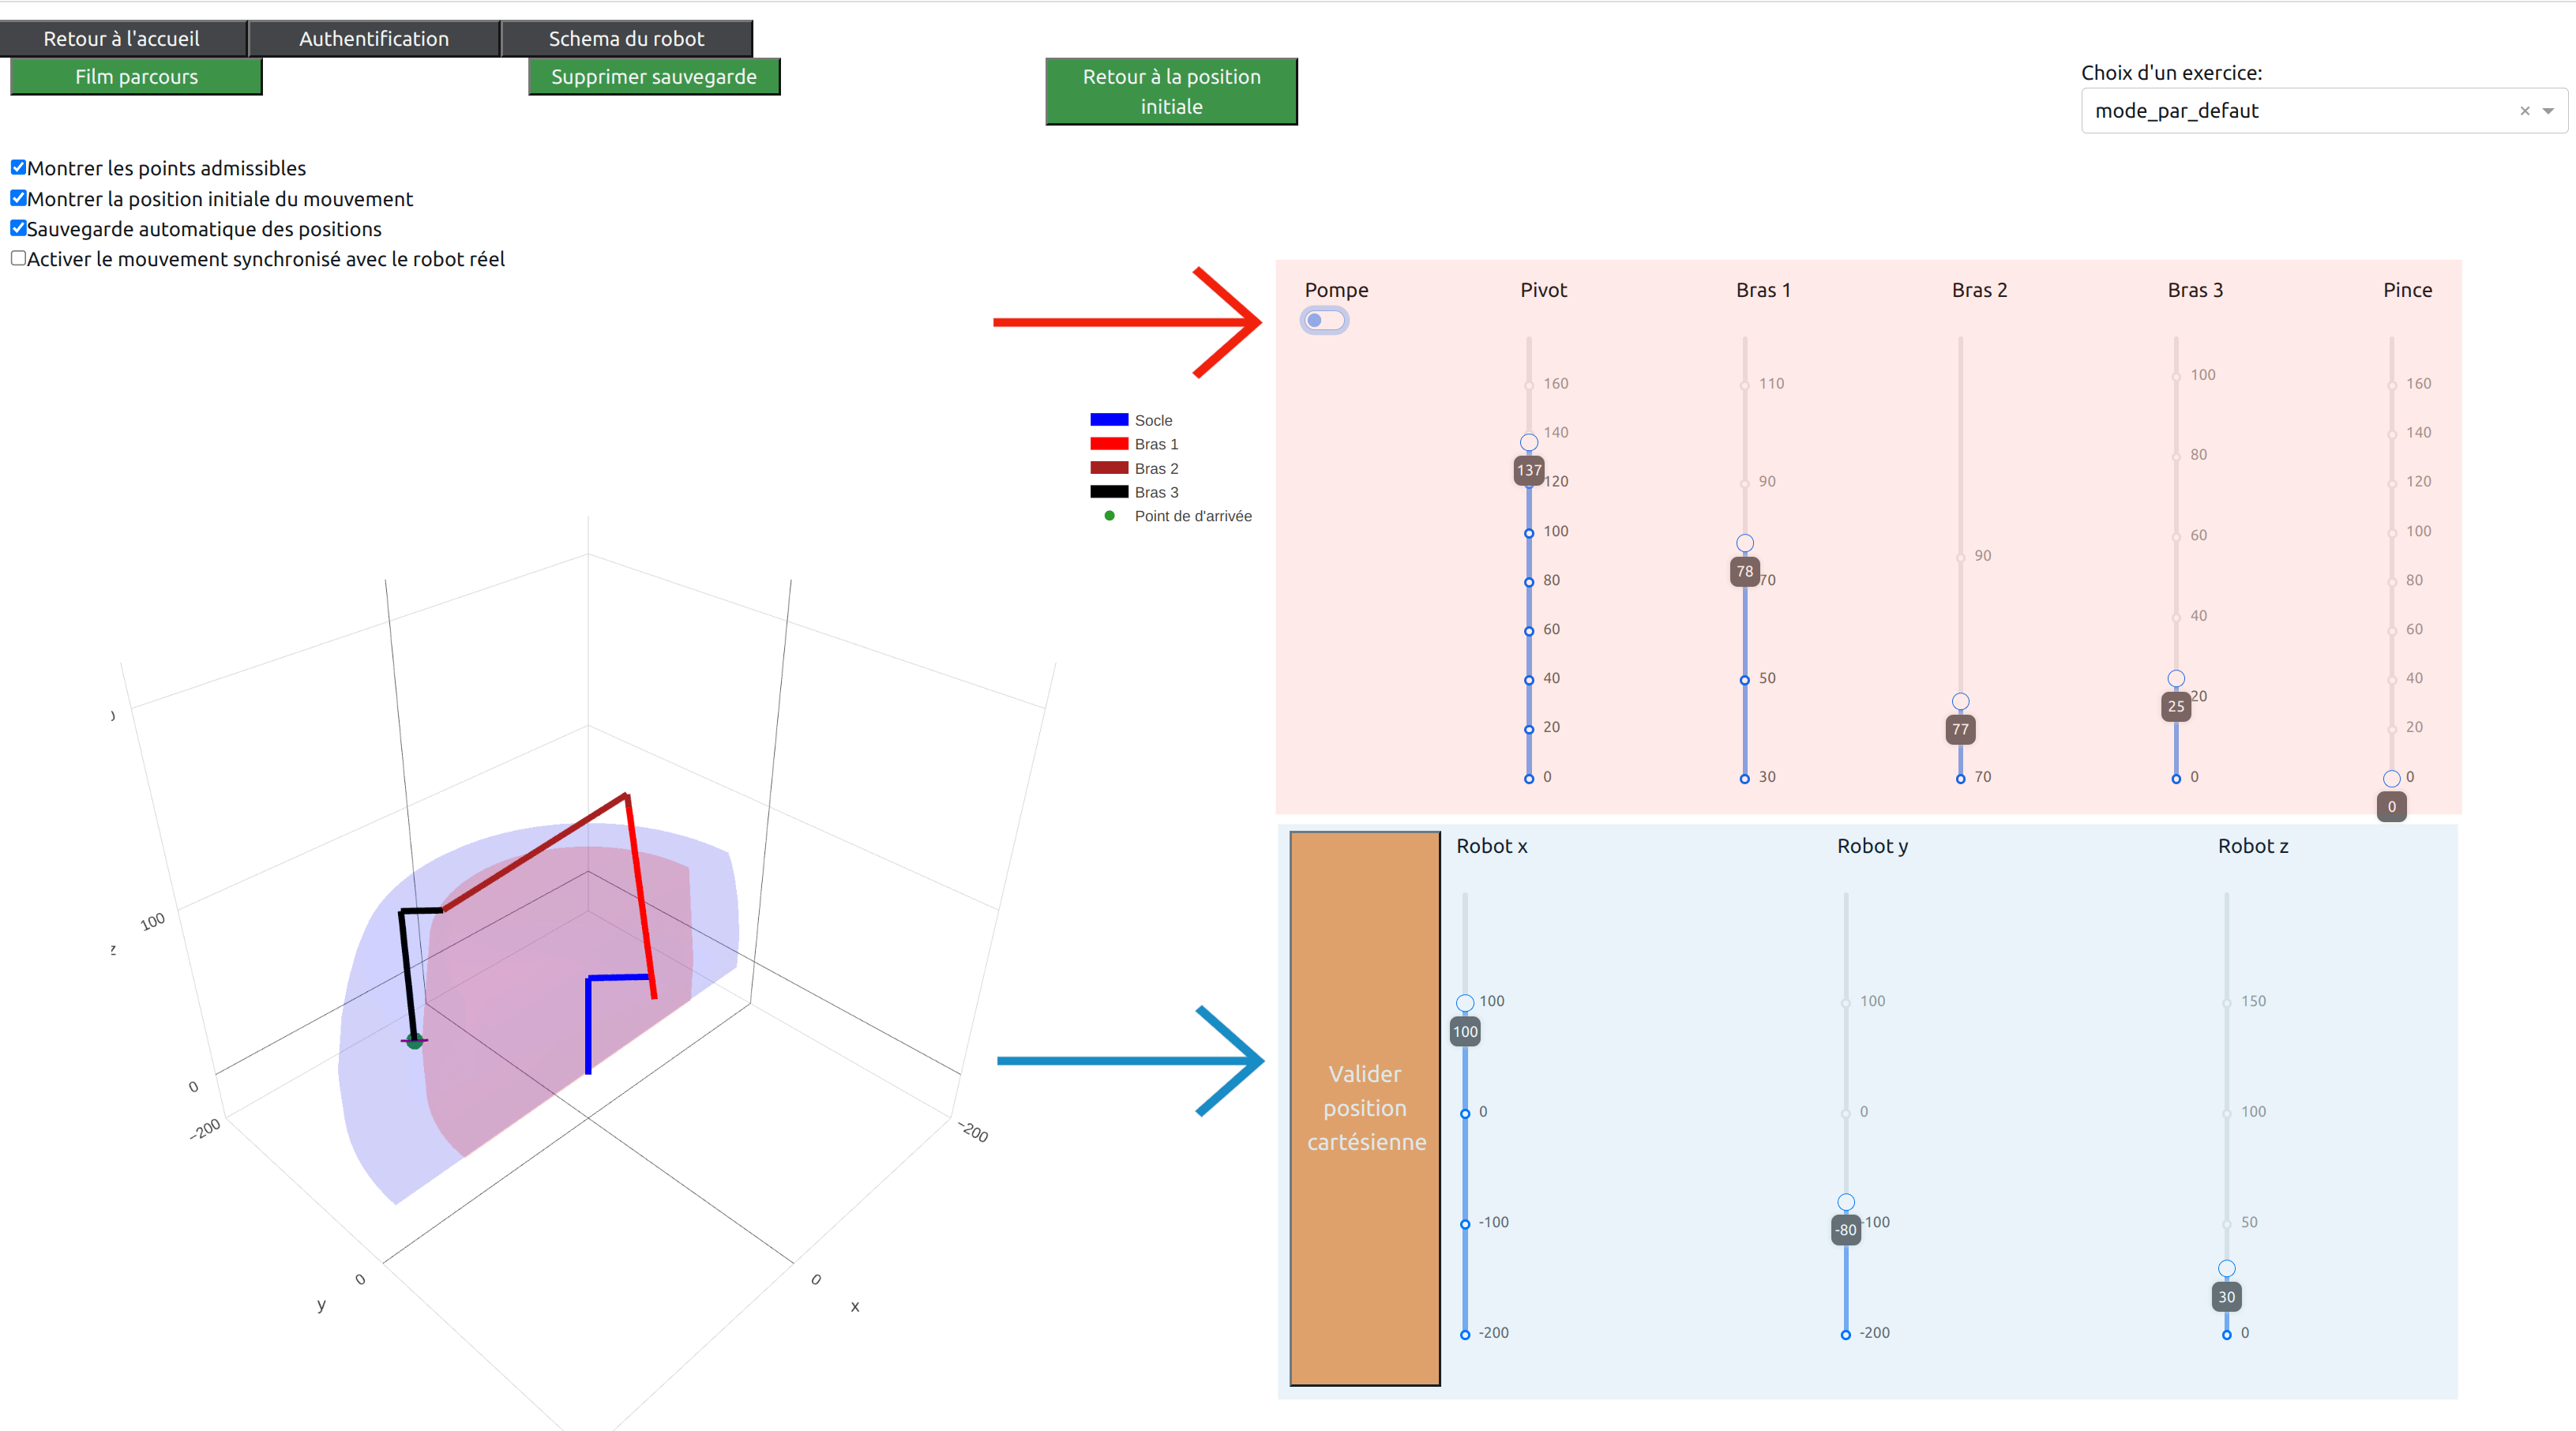 Retour à l'accueil
Authentification
Schema du robot
Film parcours
Supprimer sauvegarde
Retour à la position
initiale
Choix d'un exercice:
mode_par_defaut
Montrer les points admissibles
Montrer la position initiale du mouvement
Sauvegarde automatique des positions
Activer le mouvement synchronisé avec le robot réel
Pompe
Pivot
160
140
137
120
100
80
60
40
20
0
Bras 1
110
90
78
70
50
30
Bras 2
90
77
70
Bras 3
100
80
60
40
25
20
0
Pince
160
140
120
100
80
60
40
20
0
0
Socle
Bras 1
Bras 2
Bras 3
Point de d'arrivée
100
z
0
−200
−200
0
y
0
x
Valider
position
cartésienne
Robot x
100
100
0
-100
-200
Robot y
100
0
-80
-100
-200
Robot z
150
100
50
30
0